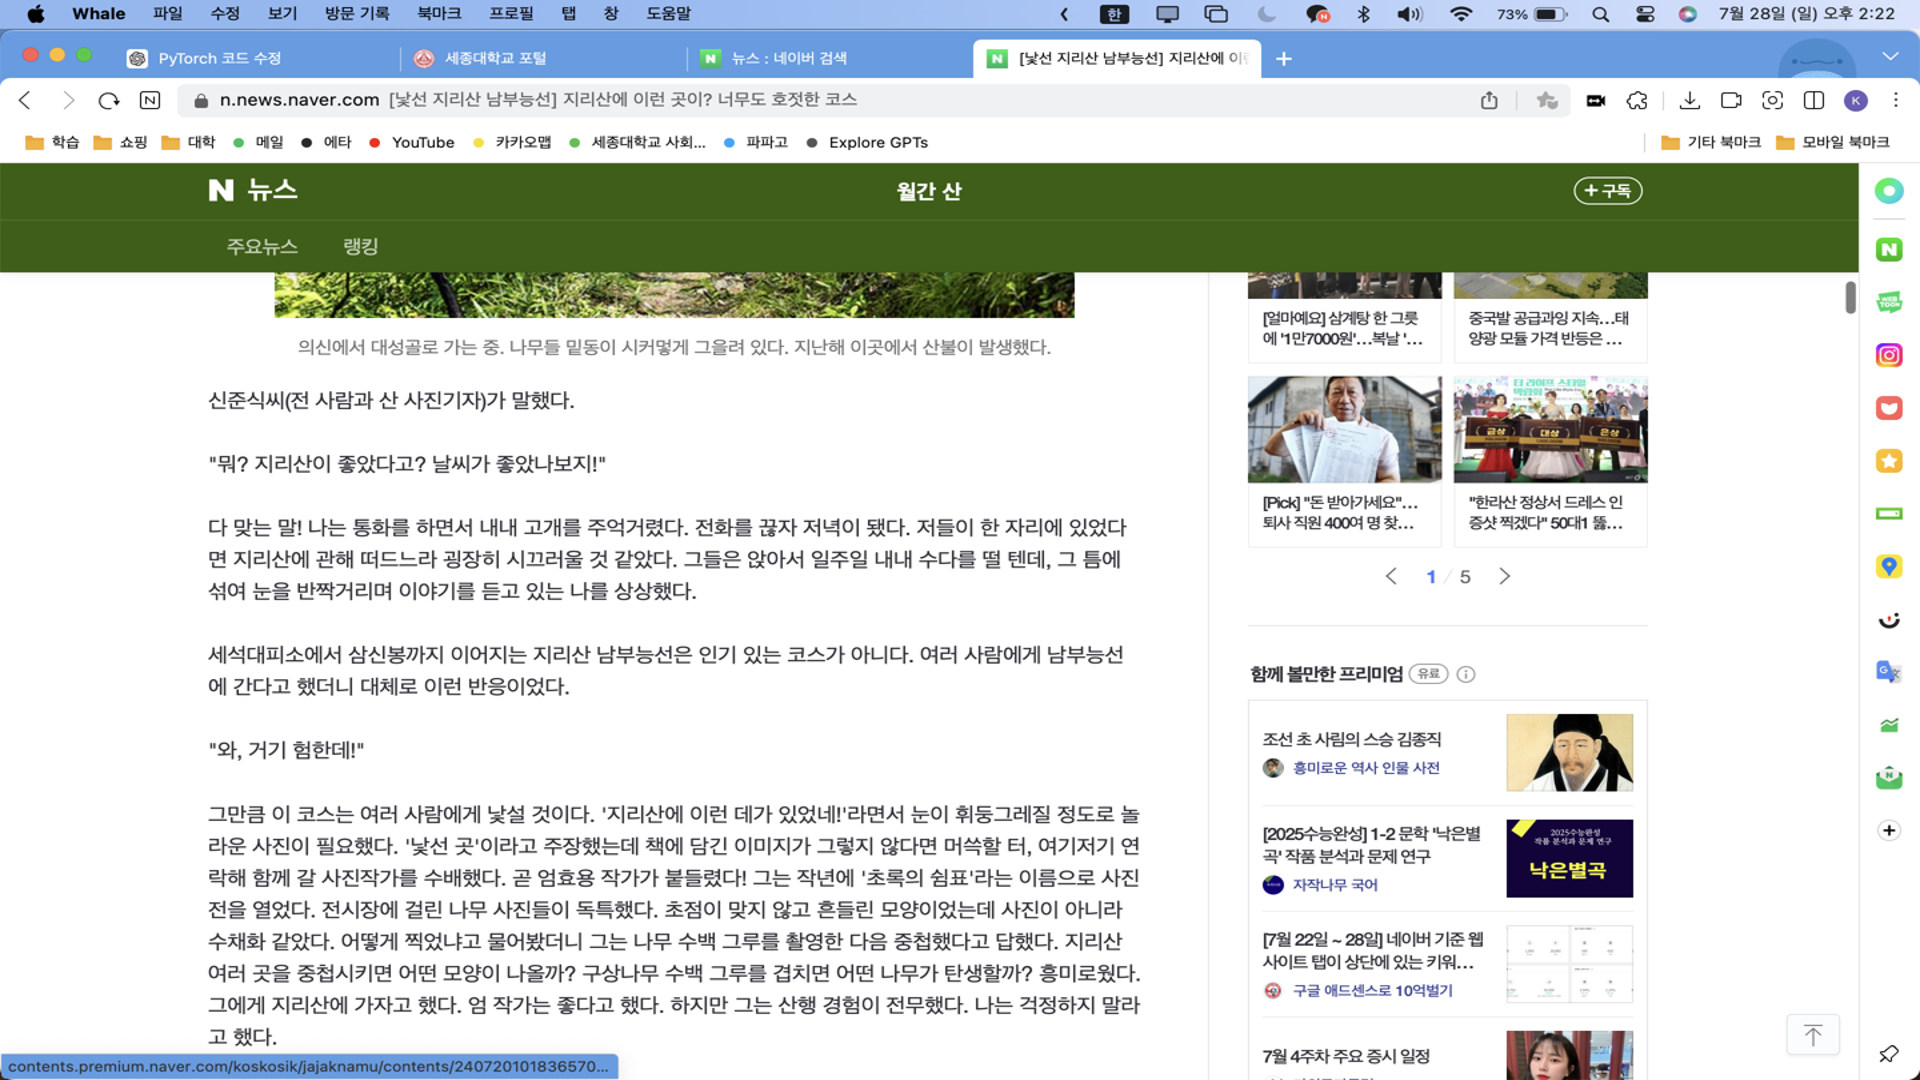 Whale 파일 수정 보기 방문 기록 북마크 프로필 탭 창 도움말 한 73% 7월 28일 (일) 오후 2:22
PyTorch 코드 수정 세종대학교 포털 뉴스 : 네이버 검색 [낯선 지리산 남부능선] 지리산에 이런
n.news.naver.com [낯선 지리산 남부능선] 지리산에 이런 곳이? 너무도 호젓한 코스
학습 쇼핑 대학 메일 에타 YouTube 카카오맵 세종대학교 사회... 파파고 Explore GPTs 기타 북마크 모바일 북마크
N 뉴스 월간 산 + 구독
주요뉴스 랭킹
의신에서 대성골로 가는 중. 나무들 밑동이 시커멓게 그을려 있다. 지난해 이곳에서 산불이 발생했다.
신준식씨(전 사람과 산 사진기자)가 말했다.
"뭐? 지리산이 좋았다고? 날씨가 좋았나보지!"
다 맞는 말! 나는 통화를 하면서 내내 고개를 주억거렸다. 전화를 끊자 저녁이 됐다. 저들이 한 자리에 있었다
면 지리산에 관해 떠드느라 굉장히 시끄러울 것 같았다. 그들은 앉아서 일주일 내내 수다를 떨 텐데, 그 틈에
섞여 눈을 반짝거리며 이야기를 듣고 있는 나를 상상했다.
세석대피소에서 삼신봉까지 이어지는 지리산 남부능선은 인기 있는 코스가 아니다. 여러 사람에게 남부능선
에 간다고 했더니 대체로 이런 반응이었다.
"와, 거기 험한데!"
그만큼 이 코스는 여러 사람에게 낯설 것이다. '지리산에 이런 데가 있었네!'라면서 눈이 휘둥그레질 정도로 놀
라운 사진이 필요했다. '낯선 곳'이라고 주장했는데 책에 담긴 이미지가 그렇지 않다면 머쓱할 터, 여기저기 연
락해 함께 갈 사진작가를 수배했다. 곧 엄효용 작가가 붙들렸다! 그는 작년에 '초록의 쉼표'라는 이름으로 사진
전을 열었다. 전시장에 걸린 나무 사진들이 독특했다. 초점이 맞지 않고 흔들린 모양이었는데 사진이 아니라
수채화 같았다. 어떻게 찍었냐고 물어봤더니 그는 나무 수백 그루를 촬영한 다음 중첩했다고 답했다. 지리산
여러 곳을 중첩시키면 어떤 모양이 나올까? 구상나무 수백 그루를 겹치면 어떤 나무가 탄생할까? 흥미로웠다.
그에게 지리산에 가자고 했다. 엄 작가는 좋다고 했다. 하지만 그는 산행 경험이 전무했다. 나는 걱정하지 말라
고 했다.
contents.premium.naver.com/koskosik/jajaknamu/contents/240720101836570...
[얼마예요] 삼계탕 한 그릇
에 '1만7000원'...복날 '...
중국발 공급과잉 지속...태
양광 모듈 가격 반등은 ...
더 라이프 스타일
금상 대상 은상
[Pick] "돈 받아가세요"...
퇴사 직원 400여 명 찾...
"한라산 정상서 드레스 인
증샷 찍겠다" 50대1 뚫...
1 / 5
함께 볼만한 프리미엄 유료
조선 초 사림의 스승 김종직
흥미로운 역사 인물 사전
[2025수능완성] 1-2 문학 '낙은별
곡' 작품 분석과 문제 연구
자작나무 국어
2025수능완성
작품 분석과 문제 연구
낙은별곡
[7월 22일 ~ 28일] 네이버 기준 웹
사이트 탭이 상단에 있는 키워...
구글 애드센스로 10억벌기
7월 4주차 주요 증시 일정
N
WEB
TOON
K